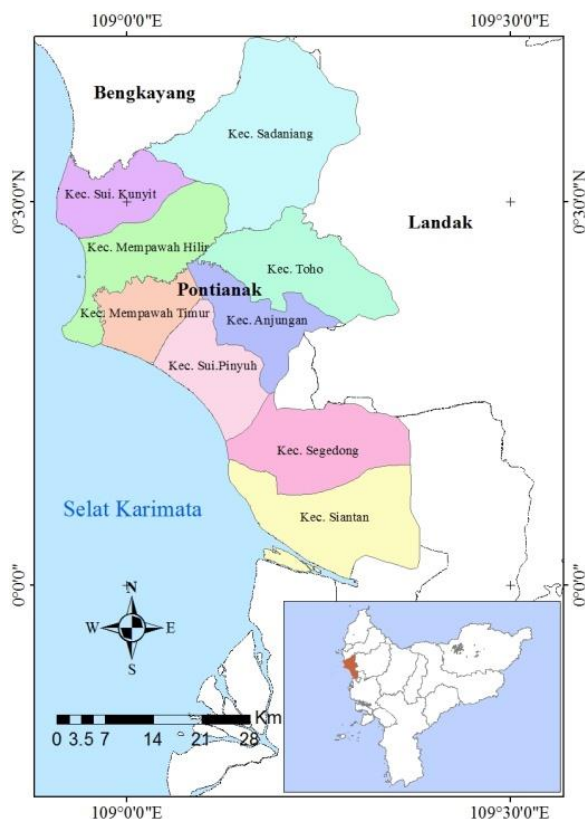 109°0'0"E
109°30'0"E
Bengkayang
Kec. Sadaniang
Kec. Sui. Kunyit
0°30'0"N
0°30'0"N
Landak
Kec. Mempawah Hilir
Kec. Toho
Pontianak
Kec. Mempawah Timur
Kec. Anjungan
Kec. Sui.Pinyuh
Kec. Segedong
Selat Karimata
Kec. Siantan
0°0'0"
0°0'0"
N
W
E
S
Km
0 3.5 7 14 21 28
109°0'0"E
109°30'0"E